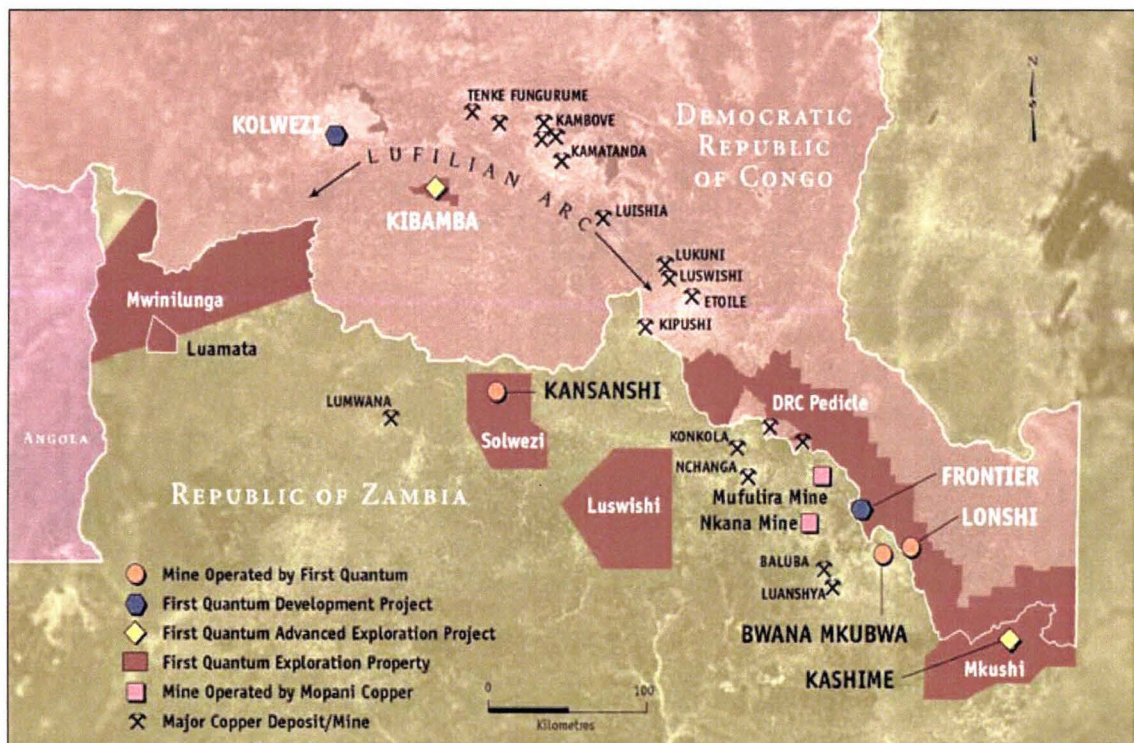 N
TENKE FUNGURUME
KOLWEZI
KAMBOVE
DEMOCRATIC
REPUBLIC
OF CONGO
KAMATANDA
LUFILIAN ARC
KIBAMBA
LUISHIA
LUKUNI
LUSWISHI
ETOILE
KIPUSHI
Mwinilunga
Luamata
KANSANSHI
DRC Pedicle
LUMWANA
Solwezi
KONKOLA
ANGOLA
NCHANGA
FRONTIER
REPUBLIC OF ZAMBIA
Luswishi
Mufulira Mine
LONSHI
Nkana Mine
BALUBA
LUANSHYA
BWANA MKUBWA
KASHIME
Mkushi
Mine Operated by First Quantum
First Quantum Development Project
First Quantum Advanced Exploration Project
First Quantum Exploration Property
Mine Operated by Mopani Copper
Major Copper Deposit/Mine
0 100
Kilometres